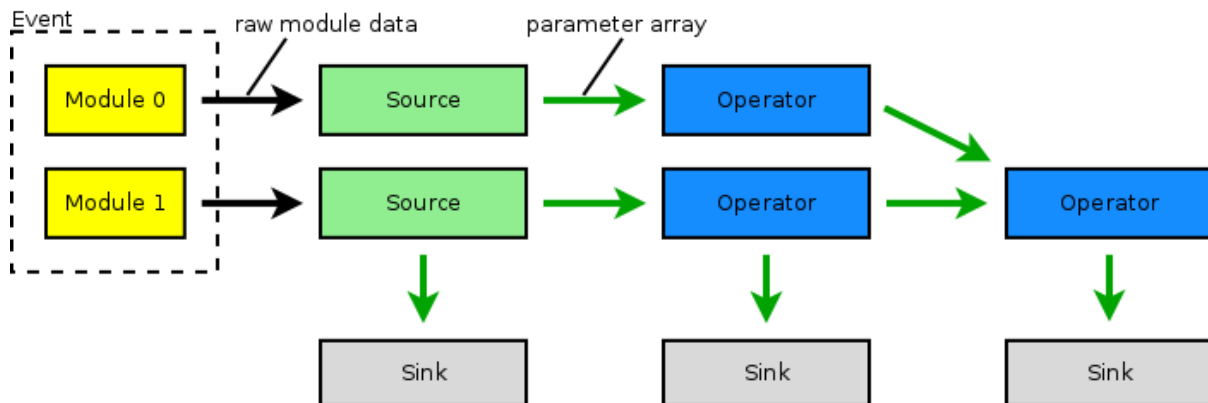 Event
raw module data
parameter array
Module 0
Source
Operator
Module 1
Source
Operator
Operator
Sink
Sink
Sink